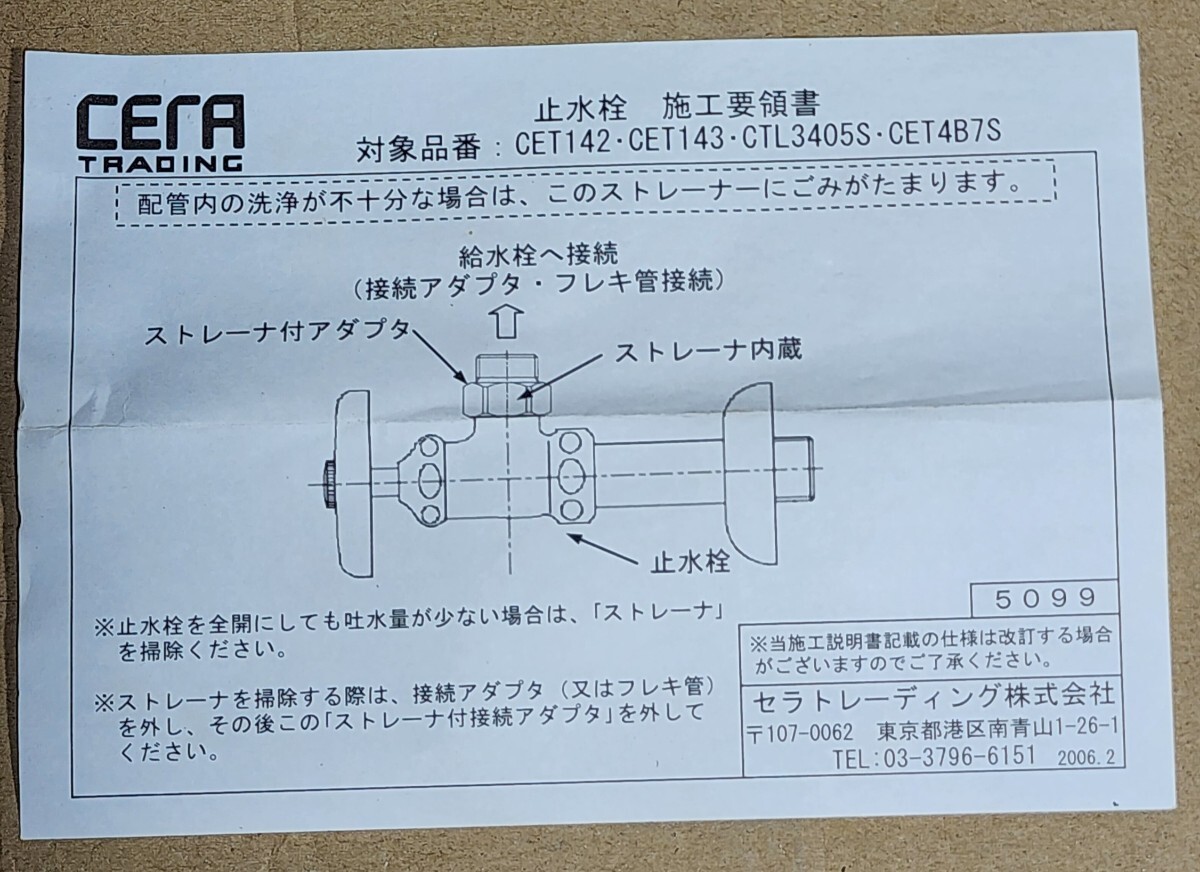 CERA
TRADING
止水栓 施工要領書
対象品番：CET142・CET143・CTL3405S・CET4B7S
配管内の洗浄が不十分な場合は、このストレーナーにごみがたまります。
給水栓へ接続
（接続アダプタ・フレキ管接続）
ストレーナ付アダプタ
ストレーナ内蔵
止水栓
※止水栓を全開にしても吐水量が少ない場合は、「ストレーナ」
を掃除ください。
※ストレーナを掃除する際は、接続アダプタ（又はフレキ管）
を外し、その後この「ストレーナ付接続アダプタ」を外して
ください。
5099
※当施工説明書記載の仕様は改訂する場合
がございますのでご了承ください。
セラトレーディング株式会社
〒107-0062 東京都港区南青山1-26-1
TEL:03-3796-6151 2006.2